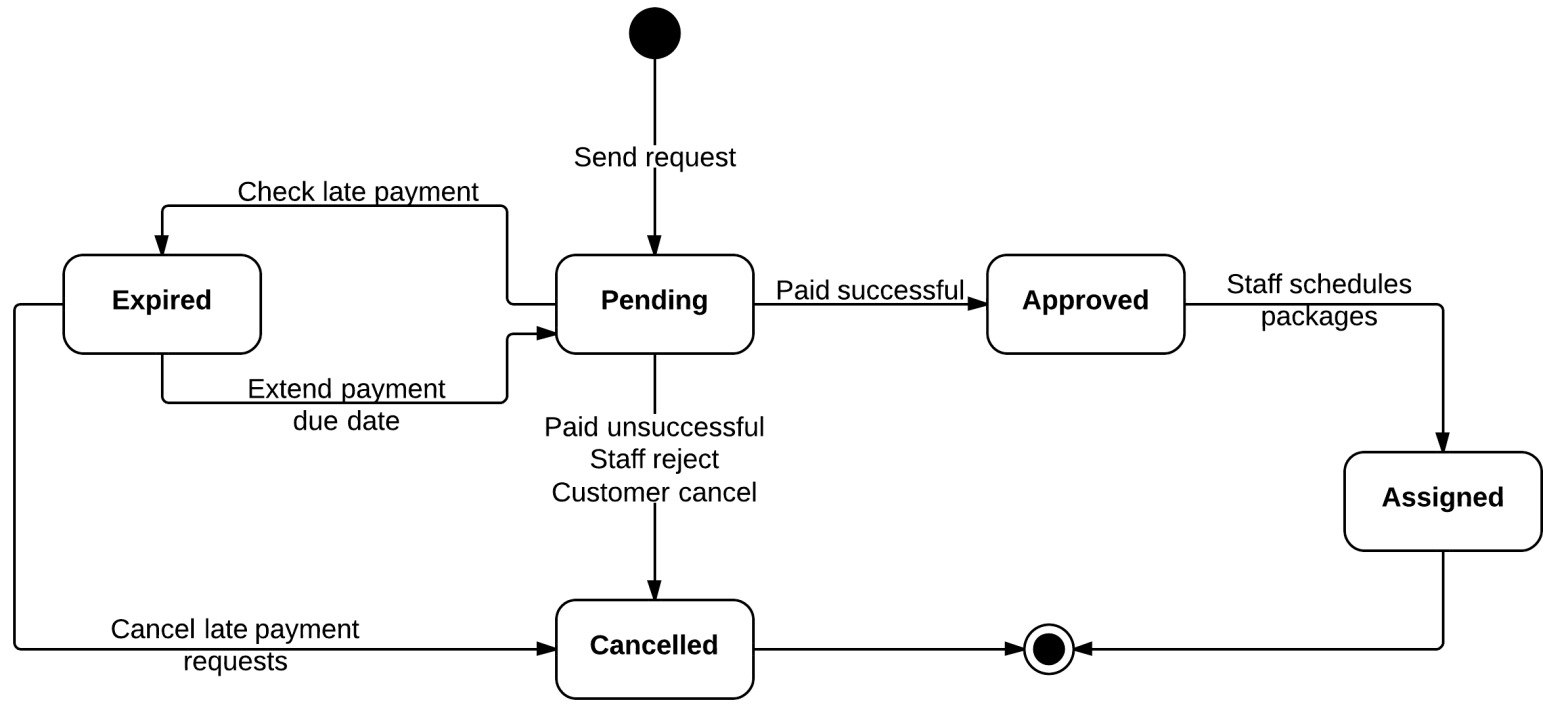 Send request
Check late payment
Expired
Pending
Paid successful
Approved
Staff schedules
packages
Extend payment
due date
Paid unsuccessful
Staff reject
Customer cancel
Assigned
Cancel late payment
requests
Cancelled